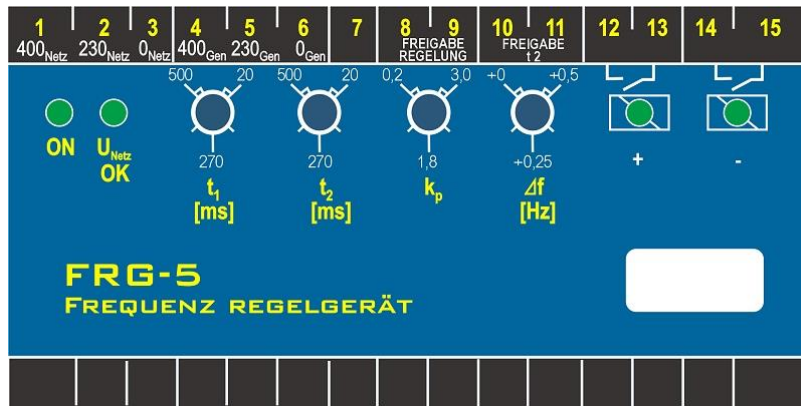 1 2 3 4 5 6 7 8 9 10 11 12 13 14 15
400Netz 230Netz 0Netz 400Gen 230Gen 0Gen FREIGABE REGELUNG FREIGABE t 2
500 20 500 20 0,2 3,0 +0 +0,5
270 270 1,8 +0,25
ON UNetz OK t1 [ms] t2 [ms] kp Δf [Hz] + -
FRG-5
FREQUENZ REGELGERÄT